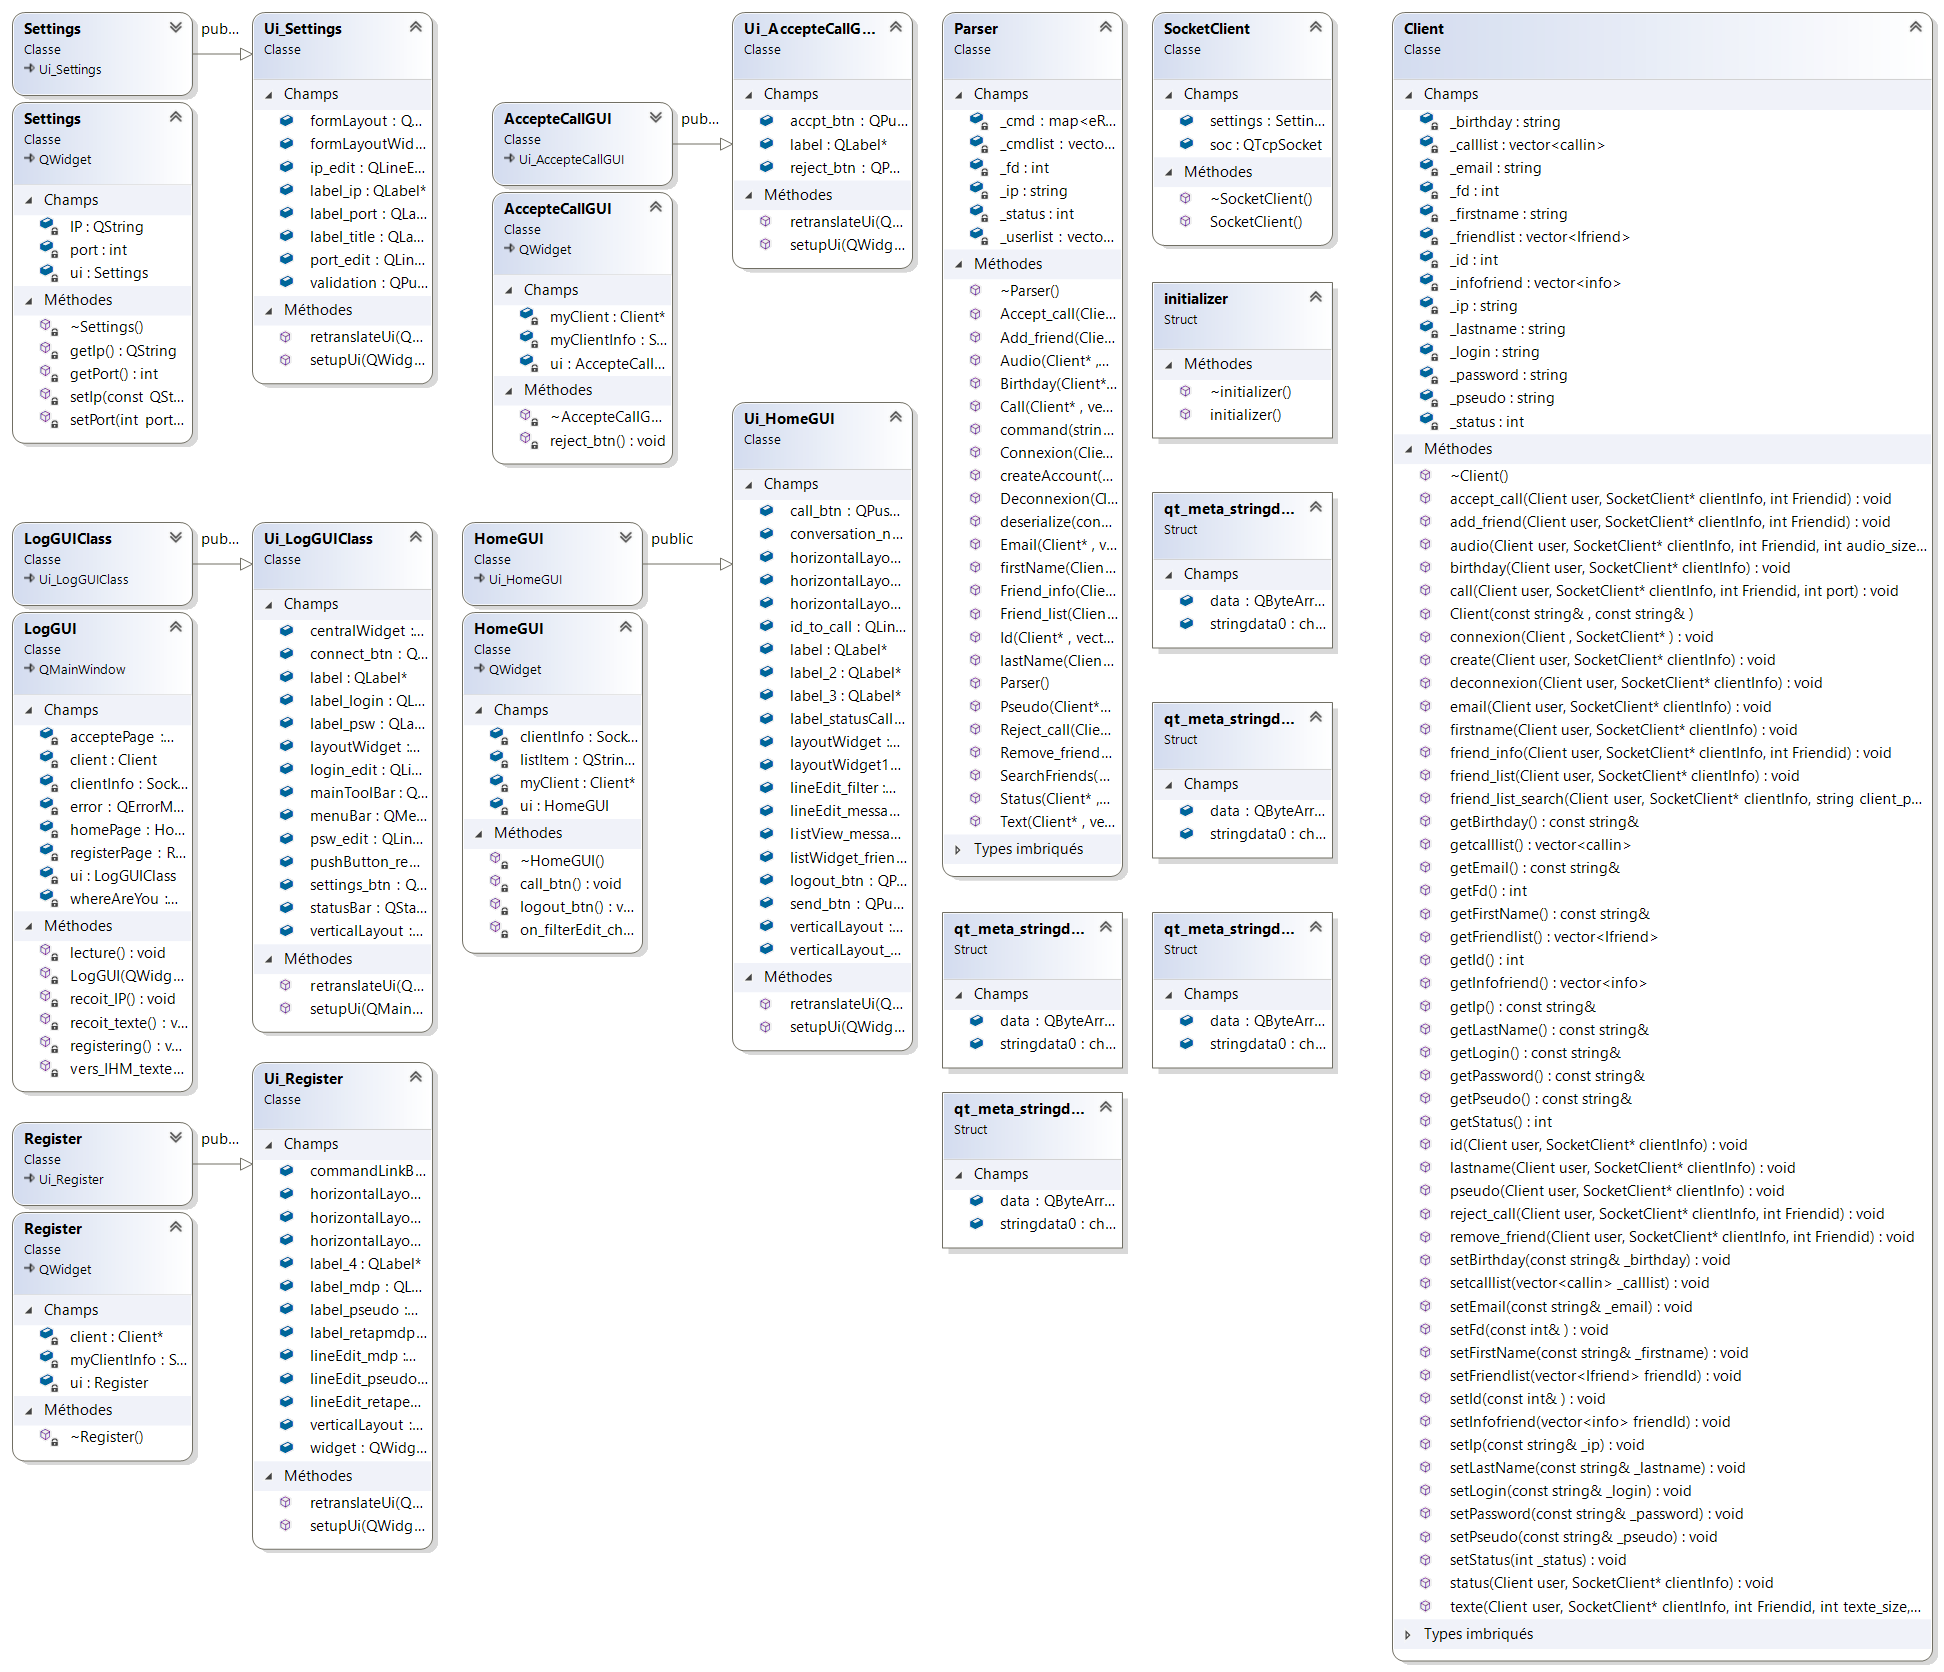 Settings
Classe
Ui_Settings
pub...
Settings
Classe
QWidget
Champs
IP : QString
port : int
ui : Settings
Méthodes
~Settings()
getIp() : QString
getPort() : int
setIp(const QSt...
setPort(int port...
Ui_Settings
Classe
Champs
formLayout : Q...
formLayoutWid...
ip_edit : QLineE...
label_ip : QLabel*
label_port : QLa...
label_title : QLa...
port_edit : QLin...
validation : QPu...
Méthodes
retranslateUi(Q...
setupUi(QWidg...
AccepteCallGUI
Classe
Ui_AccepteCallGUI
pub...
AccepteCallGUI
Classe
QWidget
Champs
myClient : Client*
myClientInfo : S...
ui : AccepteCall...
Méthodes
~AccepteCallG...
reject_btn() : void
Ui_AccepteCallG...
Classe
Champs
accpt_btn : QPu...
label : QLabel*
reject_btn : QP...
Méthodes
retranslateUi(Q...
setupUi(QWidg...
LogGUIClass
Classe
Ui_LogGUIClass
pub...
LogGUI
Classe
QMainWindow
Champs
acceptePage :...
client : Client
clientInfo : Sock...
error : QErrorM...
homePage : Ho...
registerPage : R...
ui : LogGUIClass
whereAreYou :...
Méthodes
lecture() : void
LogGUI(QWidg...
recoit_IP() : void
recoit_texte() : v...
registering() : v...
vers_IHM_texte...
Ui_LogGUIClass
Classe
Champs
centralWidget :...
connect_btn : Q...
label : QLabel*
label_login : QL...
label_psw : QLa...
layoutWidget :...
login_edit : QLi...
mainToolBar : Q...
menuBar : QMe...
psw_edit : QLin...
pushButton_re...
settings_btn : Q...
statusBar : QSta...
verticalLayout :...
Méthodes
retranslateUi(Q...
setupUi(QMain...
HomeGUI
Classe
Ui_HomeGUI
public
HomeGUI
Classe
QWidget
Champs
clientInfo : Sock...
listItem : QStrin...
myClient : Client*
ui : HomeGUI
Méthodes
~HomeGUI()
call_btn() : void
logout_btn() : v...
on_filterEdit_ch...
Ui_HomeGUI
Classe
Champs
call_btn : QPus...
conversation_n...
horizontalLayo...
horizontalLayo...
horizontalLayo...
id_to_call : QLin...
label : QLabel*
label_2 : QLabel*
label_3 : QLabel*
label_statusCall...
layoutWidget :...
layoutWidget1...
lineEdit_filter :...
lineEdit_messa...
listView_messa...
listWidget_frien...
logout_btn : QP...
send_btn : QPu...
verticalLayout :...
verticalLayout_...
Méthodes
retranslateUi(Q...
setupUi(QWidg...
Register
Classe
Ui_Register
pub...
Register
Classe
QWidget
Champs
client : Client*
myClientInfo : S...
ui : Register
Méthodes
~Register()
Ui_Register
Classe
Champs
commandLinkB...
horizontalLayo...
horizontalLayo...
horizontalLayo...
label_4 : QLabel*
label_mdp : QL...
label_pseudo :...
label_retapmdp...
lineEdit_mdp :...
lineEdit_pseudo...
lineEdit_retape...
verticalLayout :...
widget : QWidg...
Méthodes
retranslateUi(Q...
setupUi(QWidg...
Parser
Classe
Champs
_cmd : map<eR...
_cmdlist : vecto...
_fd : int
_ip : string
_status : int
_userlist : vecto...
Méthodes
~Parser()
Accept_call(Clie...
Add_friend(Clie...
Audio(Client* ,...
Birthday(Client*...
Call(Client* , ve...
command(strin...
Connexion(Clie...
createAccount(...
Deconnexion(Cl...
deserialize(con...
Email(Client* , v...
firstName(Clien...
Friend_info(Clie...
Friend_list(Clien...
Id(Client* , vect...
lastName(Clien...
Parser()
Pseudo(Client*...
Reject_call(Clie...
Remove_friend...
SearchFriends(...
Status(Client* ,...
Text(Client* , ve...
Types imbriqués
SocketClient
Classe
Champs
settings : Settin...
soc : QTcpSocket
Méthodes
~SocketClient()
SocketClient()
initializer
Struct
Méthodes
~initializer()
initializer()
qt_meta_stringd...
Struct
Champs
data : QByteArr...
stringdata0 : ch...
qt_meta_stringd...
Struct
Champs
data : QByteArr...
stringdata0 : ch...
qt_meta_stringd...
Struct
Champs
data : QByteArr...
stringdata0 : ch...
qt_meta_stringd...
Struct
Champs
data : QByteArr...
stringdata0 : ch...
qt_meta_stringd...
Struct
Champs
data : QByteArr...
stringdata0 : ch...
Client
Classe
Champs
_birthday : string
_calllist : vector<callin>
_email : string
_fd : int
_firstname : string
_friendlist : vector<lfriend>
_id : int
_infofriend : vector<info>
_ip : string
_lastname : string
_login : string
_password : string
_pseudo : string
_status : int
Méthodes
~Client()
accept_call(Client user, SocketClient* clientInfo, int Friendid) : void
add_friend(Client user, SocketClient* clientInfo, int Friendid) : void
audio(Client user, SocketClient* clientInfo, int Friendid, int audio_size...
birthday(Client user, SocketClient* clientInfo) : void
call(Client user, SocketClient* clientInfo, int Friendid, int port) : void
Client(const string& , const string& )
connexion(Client , SocketClient* ) : void
create(Client user, SocketClient* clientInfo) : void
deconnexion(Client user, SocketClient* clientInfo) : void
email(Client user, SocketClient* clientInfo) : void
firstname(Client user, SocketClient* clientInfo) : void
friend_info(Client user, SocketClient* clientInfo, int Friendid) : void
friend_list(Client user, SocketClient* clientInfo) : void
friend_list_search(Client user, SocketClient* clientInfo, string client_p...
getBirthday() : const string&
getcalllist() : vector<callin>
getEmail() : const string&
getFd() : int
getFirstName() : const string&
getFriendlist() : vector<lfriend>
getId() : int
getInfofriend() : vector<info>
getIp() : const string&
getLastName() : const string&
getLogin() : const string&
getPassword() : const string&
getPseudo() : const string&
getStatus() : int
id(Client user, SocketClient* clientInfo) : void
lastname(Client user, SocketClient* clientInfo) : void
pseudo(Client user, SocketClient* clientInfo) : void
reject_call(Client user, SocketClient* clientInfo, int Friendid) : void
remove_friend(Client user, SocketClient* clientInfo, int Friendid) : void
setBirthday(const string& _birthday) : void
setcalllist(vector<callin> _calllist) : void
setEmail(const string& _email) : void
setFd(const int& ) : void
setFirstName(const string& _firstname) : void
setFriendlist(vector<lfriend> friendId) : void
setId(const int& ) : void
setInfofriend(vector<info> friendId) : void
setIp(const string& _ip) : void
setLastName(const string& _lastname) : void
setLogin(const string& _login) : void
setPassword(const string& _password) : void
setPseudo(const string& _pseudo) : void
setStatus(int _status) : void
status(Client user, SocketClient* clientInfo) : void
texte(Client user, SocketClient* clientInfo, int Friendid, int texte_size,...
Types imbriqués